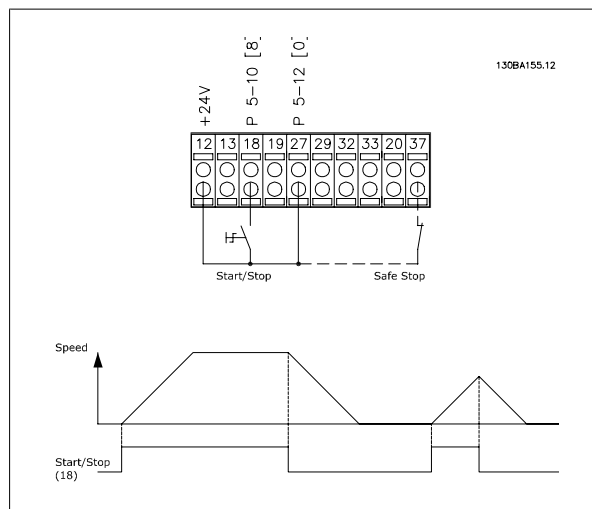 130BA155.12
+24V
P 5-10 [8]
P 5-12 [0]
12 13 18 19 27 29 32 33 20 37
Start/Stop
Safe Stop
Speed
Start/Stop
(18)